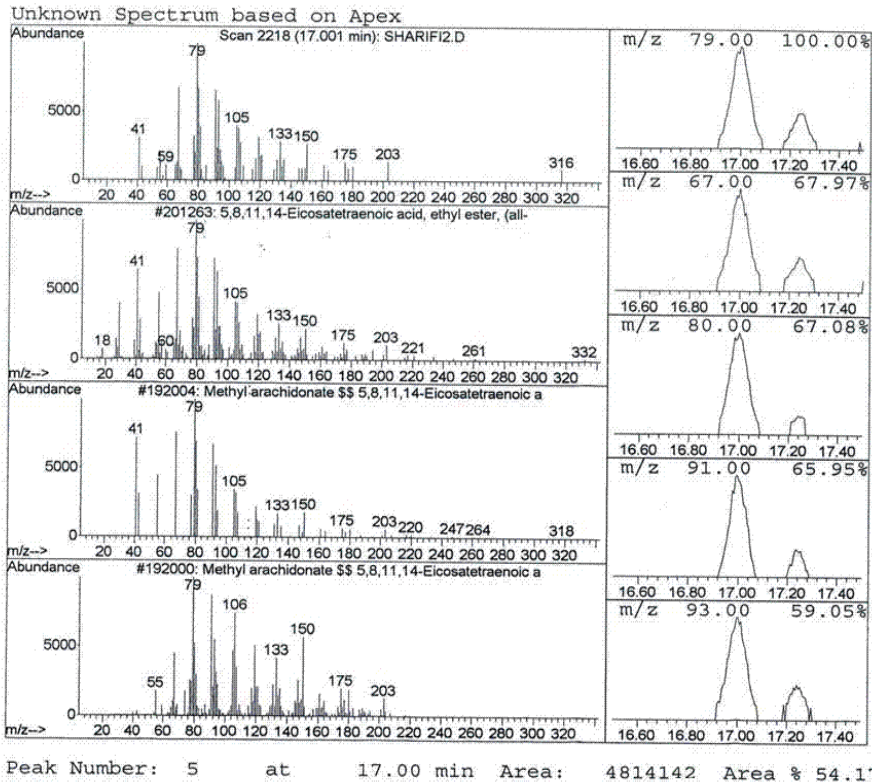 Unknown Spectrum based on Apex
Abundance
Scan 2218 (17.001 min): SHARIFI2.D
79
5000
41
59
105
133
150
175
203
316
0
m/z-->
20 40 60 80 100 120 140 160 180 200 220 240 260 280 300 320
Abundance
#201263: 5,8,11,14-Eicosatetraenoic acid, ethyl ester, (all-
79
5000
41
18
60
105
133
150
175
203
221
261
332
0
m/z-->
20 40 60 80 100 120 140 160 180 200 220 240 260 280 300 320
Abundance
#192004: Methyl arachidonate $$ 5,8,11,14-Eicosatetraenoic a
79
41
5000
105
133
150
175
203
220
247
264
318
0
m/z-->
20 40 60 80 100 120 140 160 180 200 220 240 260 280 300 320
Abundance
#192000: Methyl arachidonate $$ 5,8,11,14-Eicosatetraenoic a
79
106
5000
55
133
150
175
203
0
m/z-->
20 40 60 80 100 120 140 160 180 200 220 240 260 280 300 320
m/z 79.00 100.00%
16.60 16.80 17.00 17.20 17.40
m/z 67.00 67.97%
16.60 16.80 17.00 17.20 17.40
m/z 80.00 67.08%
16.60 16.80 17.00 17.20 17.40
m/z 91.00 65.95%
16.60 16.80 17.00 17.20 17.40
m/z 93.00 59.05%
16.60 16.80 17.00 17.20 17.40
Peak Number: 5 at 17.00 min Area: 4814142 Area % 54.17